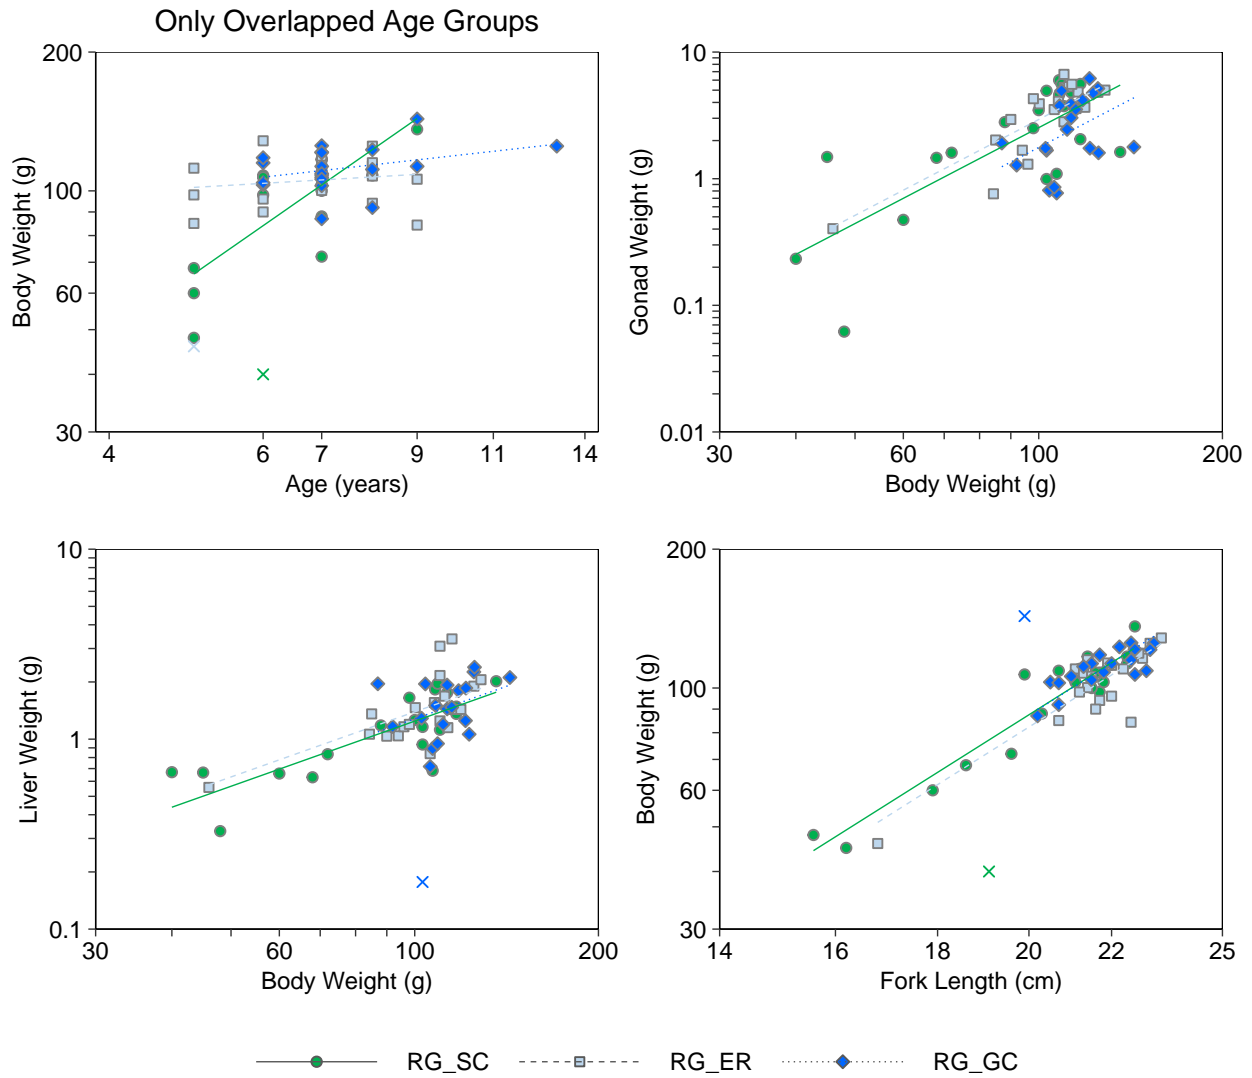 Only Overlapped Age Groups
200
100
60
30
Body Weight (g)
4 6 7 9 11 14
Age (years)
10
1
0.1
0.01
Gonad Weight (g)
30 60 100 200
Body Weight (g)
10
1
0.1
Liver Weight (g)
30 60 100 200
Body Weight (g)
200
100
60
30
Body Weight (g)
14 16 18 20 22 25
Fork Length (cm)
RG_SC RG_ER RG_GC